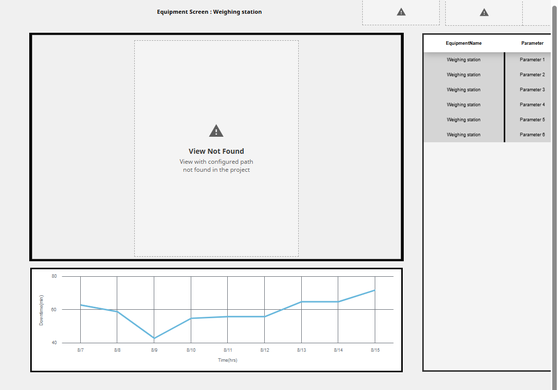 Equipment Screen : Weighing station
View Not Found
View with configured path
not found in the project
EquipmentName Parameter
Weighing station Parameter 1
Weighing station Parameter 2
Weighing station Parameter 3
Weighing station Parameter 4
Weighing station Parameter 5
Weighing station Parameter 6
80
60
40
Downtime(min)
8/7 8/8 8/9 8/10 8/11 8/12 8/13 8/14 8/15
Time(hrs)